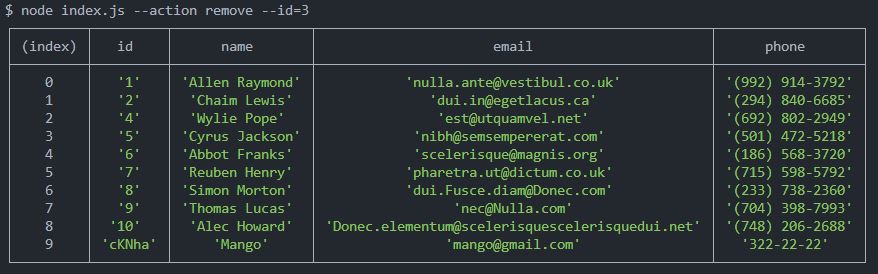 $ node index.js --action remove --id=3
(index) id name email phone
0 '1' 'Allen Raymond' 'nulla.ante@vestibul.co.uk' '(992) 914-3792'
1 '2' 'Chaim Lewis' 'dui.in@egetlacus.ca' '(294) 840-6685'
2 '4' 'Wylie Pope' 'est@utquamvel.net' '(692) 802-2949'
3 '5' 'Cyrus Jackson' 'nibh@semsempererat.com' '(501) 472-5218'
4 '6' 'Abbot Franks' 'scelerisque@magnis.org' '(186) 568-3720'
5 '7' 'Reuben Henry' 'pharetra.ut@dictum.co.uk' '(715) 598-5792'
6 '8' 'Simon Morton' 'dui.Fusce.diam@Donec.com' '(233) 738-2360'
7 '9' 'Thomas Lucas' 'nec@Nulla.com' '(704) 398-7993'
8 '10' 'Alec Howard' 'Donec.elementum@scelerisquescelerisquedui.net' '(748) 206-2688'
9 'cKNha' 'Mango' 'mango@gmail.com' '322-22-22'